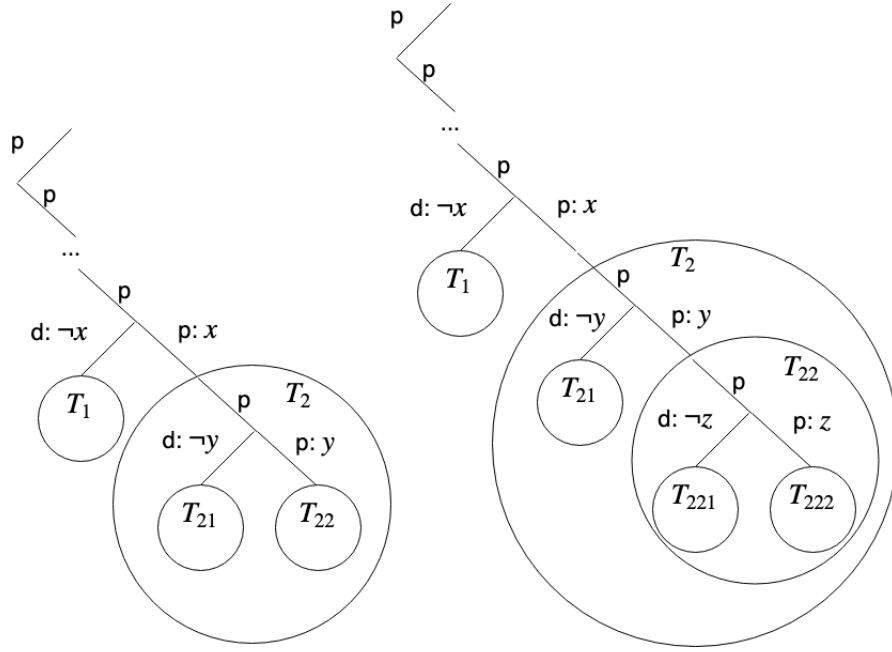 p
p
...
p
d: ¬x
p: x
T1
p
T2
d: ¬y
p: y
T21
T22
p
p
...
p
d: ¬x
p: x
T1
T2
p
d: ¬y
p: y
T21
T22
p
d: ¬z
p: z
T221
T222